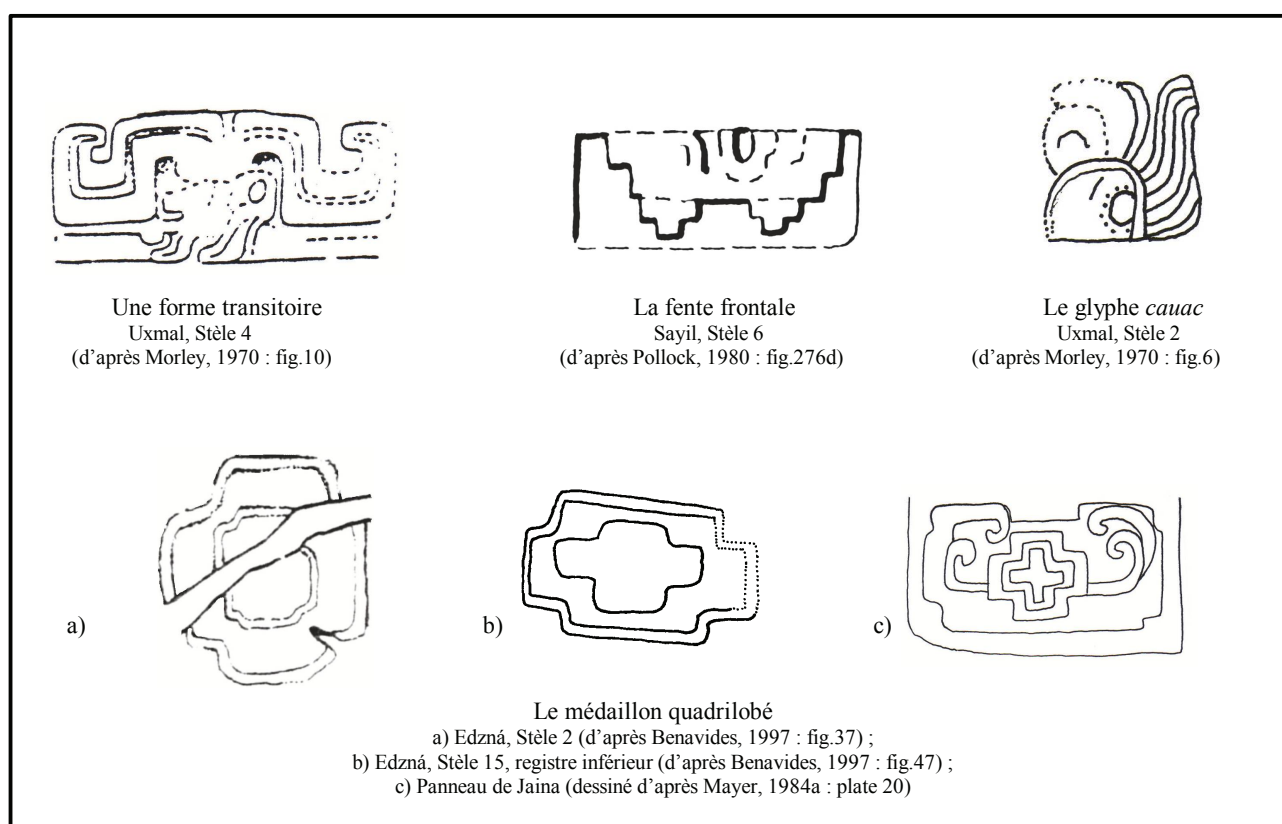 Une forme transitoire
Uxmal, Stèle 4
(d'après Morley, 1970 : fig.10)
La fente frontale
Sayil, Stèle 6
(d'après Pollock, 1980 : fig.276d)
Le glyphe cauac
Uxmal, Stèle 2
(d'après Morley, 1970 : fig.6)
a)
b)
c)
Le médaillon quadrilobé
a) Edzná, Stèle 2 (d'après Benavides, 1997 : fig.37) ;
b) Edzná, Stèle 15, registre inférieur (d'après Benavides, 1997 : fig.47) ;
c) Panneau de Jaina (dessiné d'après Mayer, 1984a : plate 20)